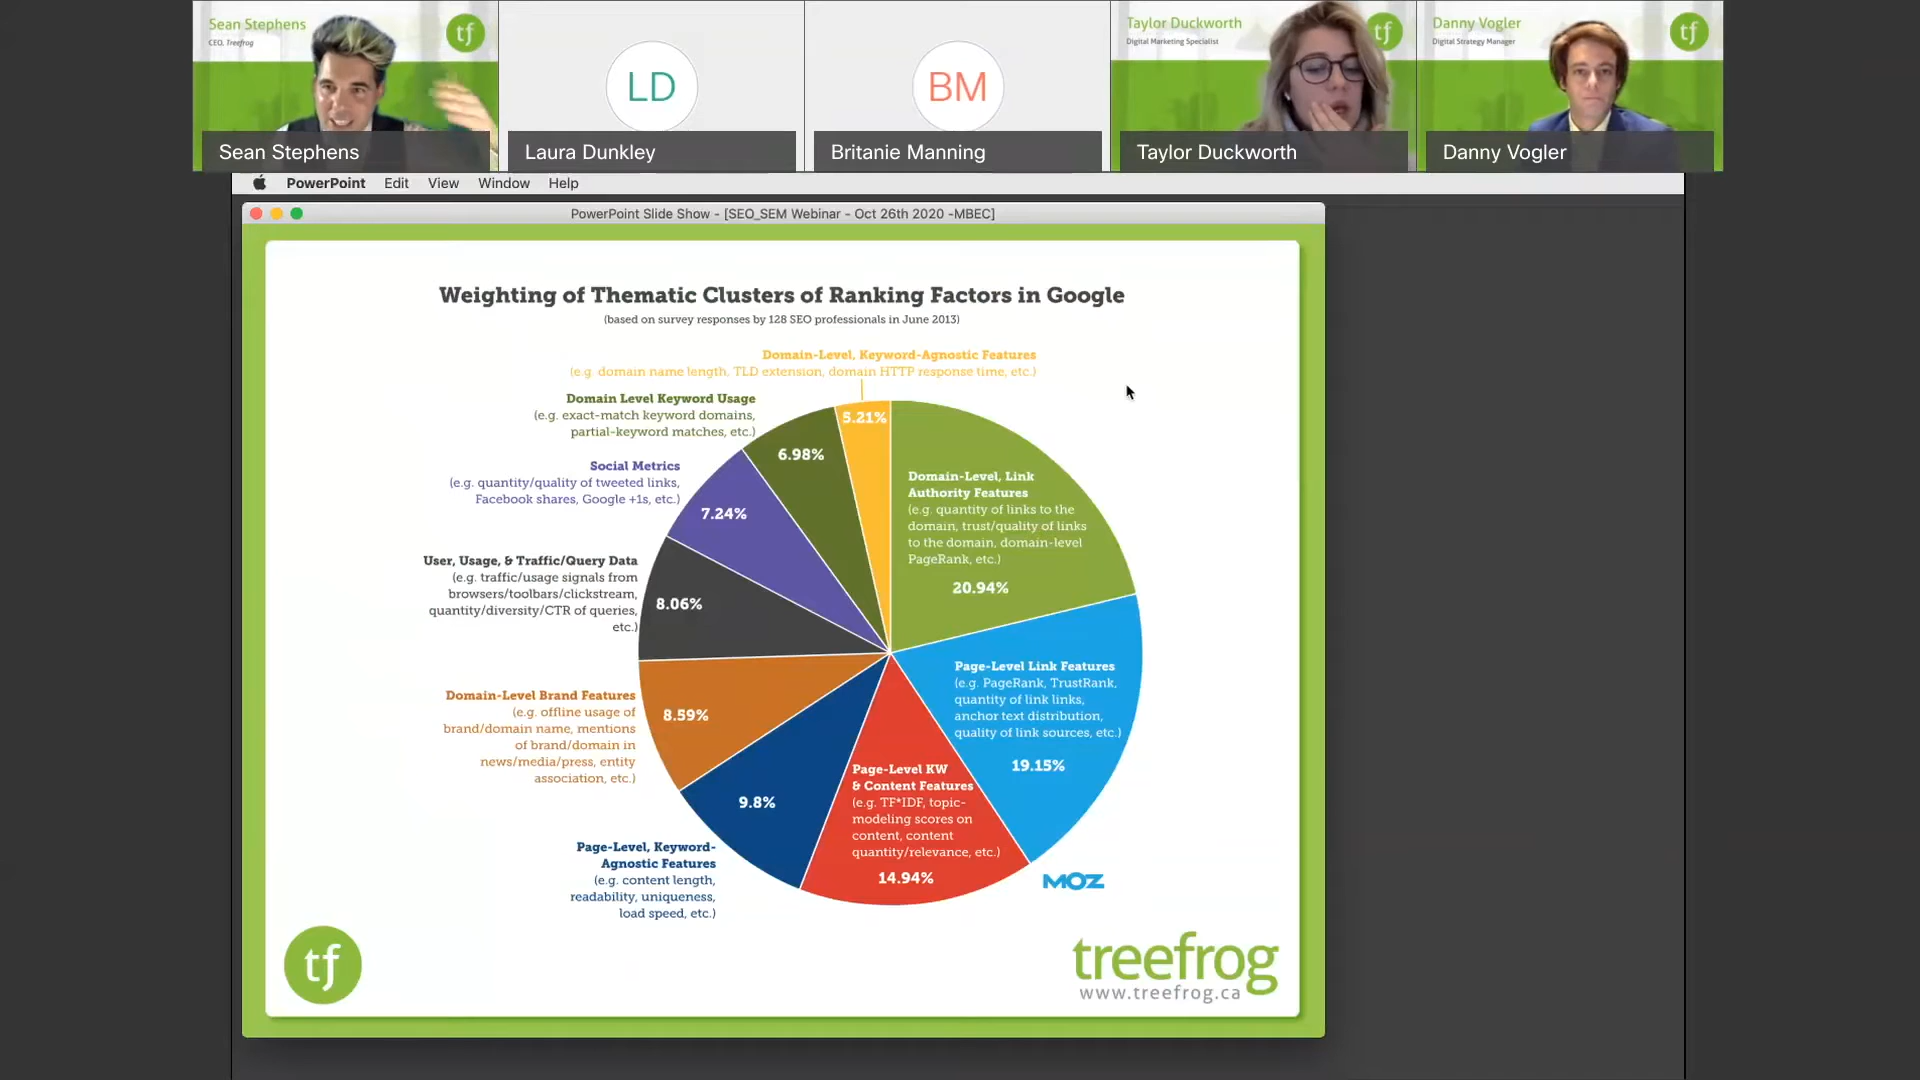 Sean Stephens
CEO, Treefrog
tf
Sean Stephens
LD
Laura Dunkley
BM
Britanie Manning
Taylor Duckworth
Digital Marketing Specialist
tf
Taylor Duckworth
Danny Vogler
Digital Strategy Manager
tf
Danny Vogler
PowerPoint Edit View Window Help
PowerPoint Slide Show - [SEO_SEM Webinar - Oct 26th 2020 -MBEC]
Weighting of Thematic Clusters of Ranking Factors in Google
(based on survey responses by 128 SEO professionals in June 2013)
Domain-Level, Keyword-Agnostic Features
(e.g. domain name length, TLD extension, domain HTTP response time, etc.)
5.21%
Domain Level Keyword Usage
(e.g. exact-match keyword domains,
partial-keyword matches, etc.)
6.98%
Social Metrics
(e.g. quantity/quality of tweeted links,
Facebook shares, Google +1s, etc.)
7.24%
User, Usage, & Traffic/Query Data
(e.g. traffic/usage signals from
browsers/toolbars/clickstream,
quantity/diversity/CTR of queries,
etc.)
8.06%
Domain-Level Brand Features
(e.g. offline usage of
brand/domain name, mentions
of brand/domain in
news/media/press, entity
association, etc.)
8.59%
Page-Level, Keyword-
Agnostic Features
(e.g. content length,
readability, uniqueness,
load speed, etc.)
9.8%
Domain-Level, Link
Authority Features
(e.g. quantity of links to the
domain, trust/quality of links
to the domain, domain-level
PageRank, etc.)
20.94%
Page-Level Link Features
(e.g. PageRank, TrustRank,
quantity of link links,
anchor text distribution,
quality of link sources, etc.)
19.15%
Page-Level KW
& Content Features
(e.g. TF*IDF, topic-
modeling scores on
content, content
quantity/relevance, etc.)
14.94%
MOZ
tf
treefrog
www.treefrog.ca